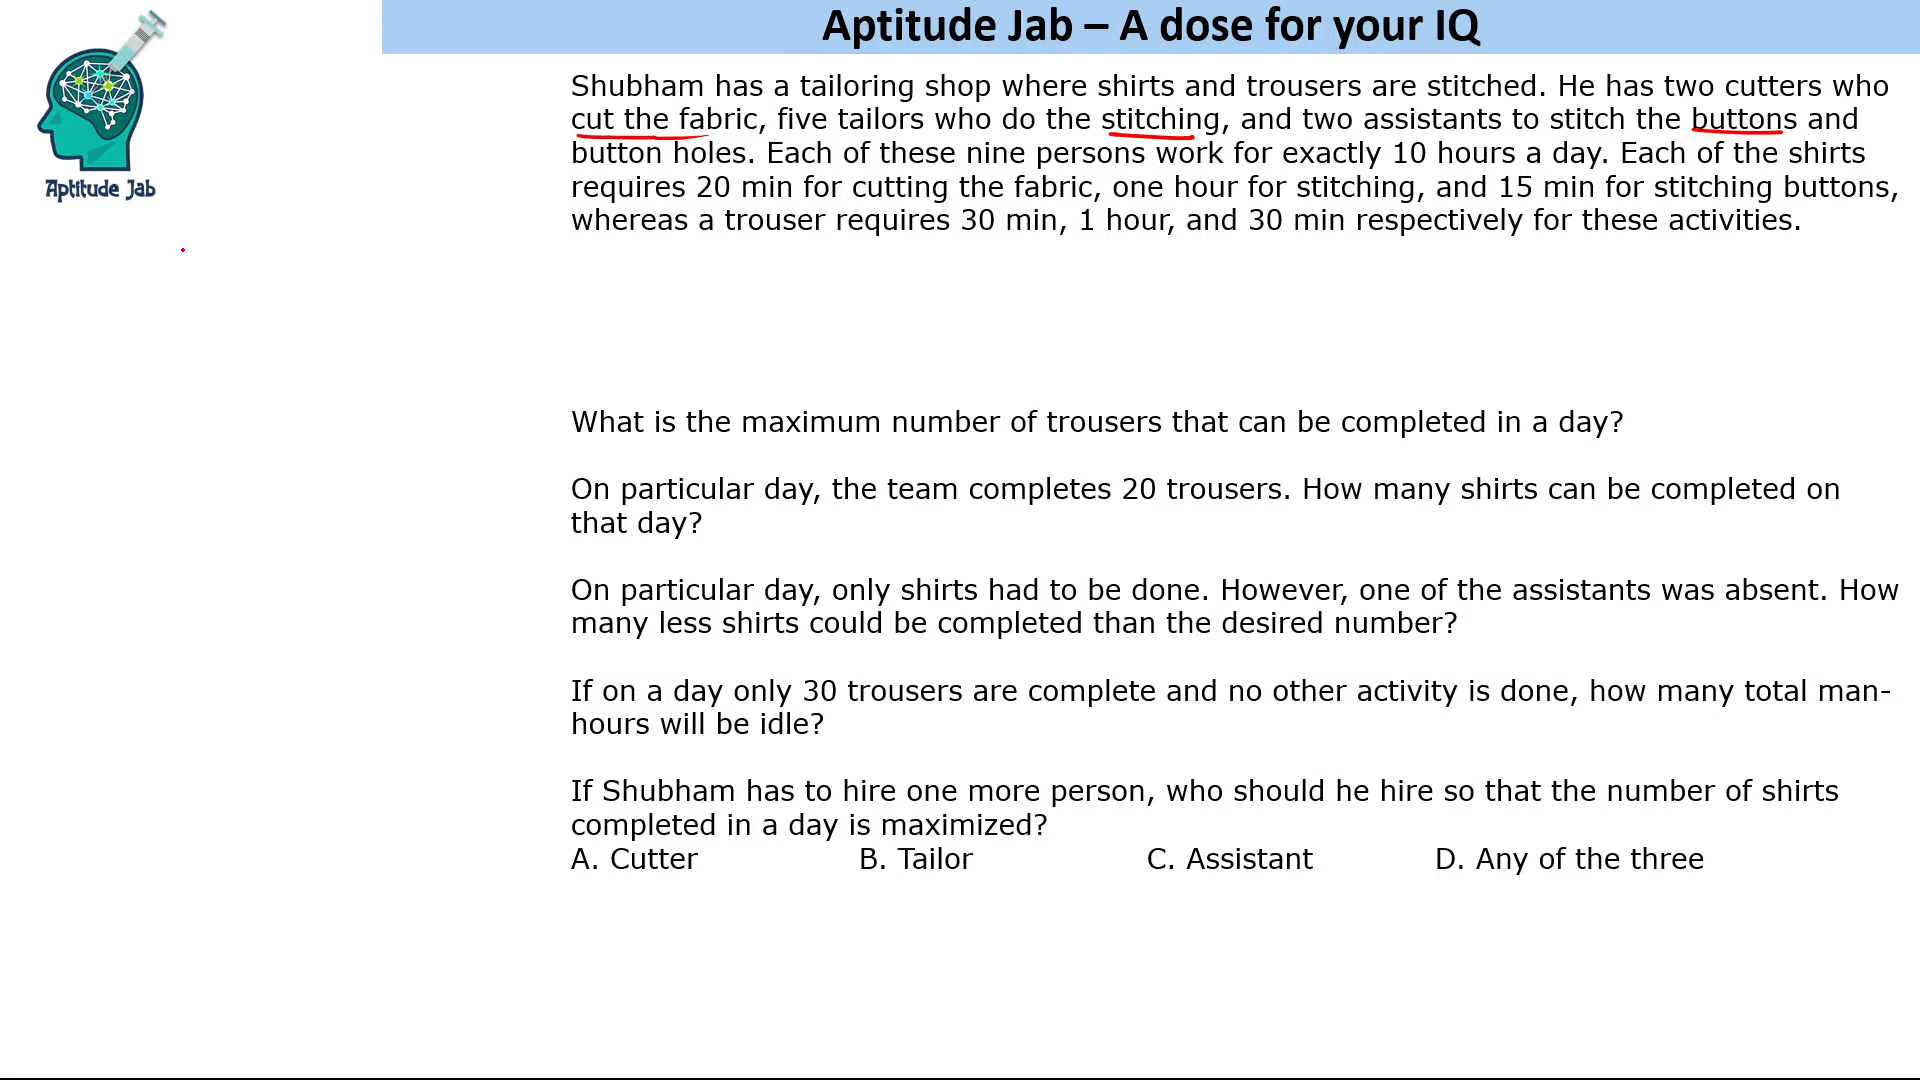 Aptitude Jab – A dose for your IQ
Aptitude Jab
Shubham has a tailoring shop where shirts and trousers are stitched. He has two cutters who
cut the fabric, five tailors who do the stitching, and two assistants to stitch the buttons and
button holes. Each of these nine persons work for exactly 10 hours a day. Each of the shirts
requires 20 min for cutting the fabric, one hour for stitching, and 15 min for stitching buttons,
whereas a trouser requires 30 min, 1 hour, and 30 min respectively for these activities.
What is the maximum number of trousers that can be completed in a day?
On particular day, the team completes 20 trousers. How many shirts can be completed on
that day?
On particular day, only shirts had to be done. However, one of the assistants was absent. How
many less shirts could be completed than the desired number?
If on a day only 30 trousers are complete and no other activity is done, how many total man-
hours will be idle?
If Shubham has to hire one more person, who should he hire so that the number of shirts
completed in a day is maximized?
A. Cutter B. Tailor C. Assistant D. Any of the three